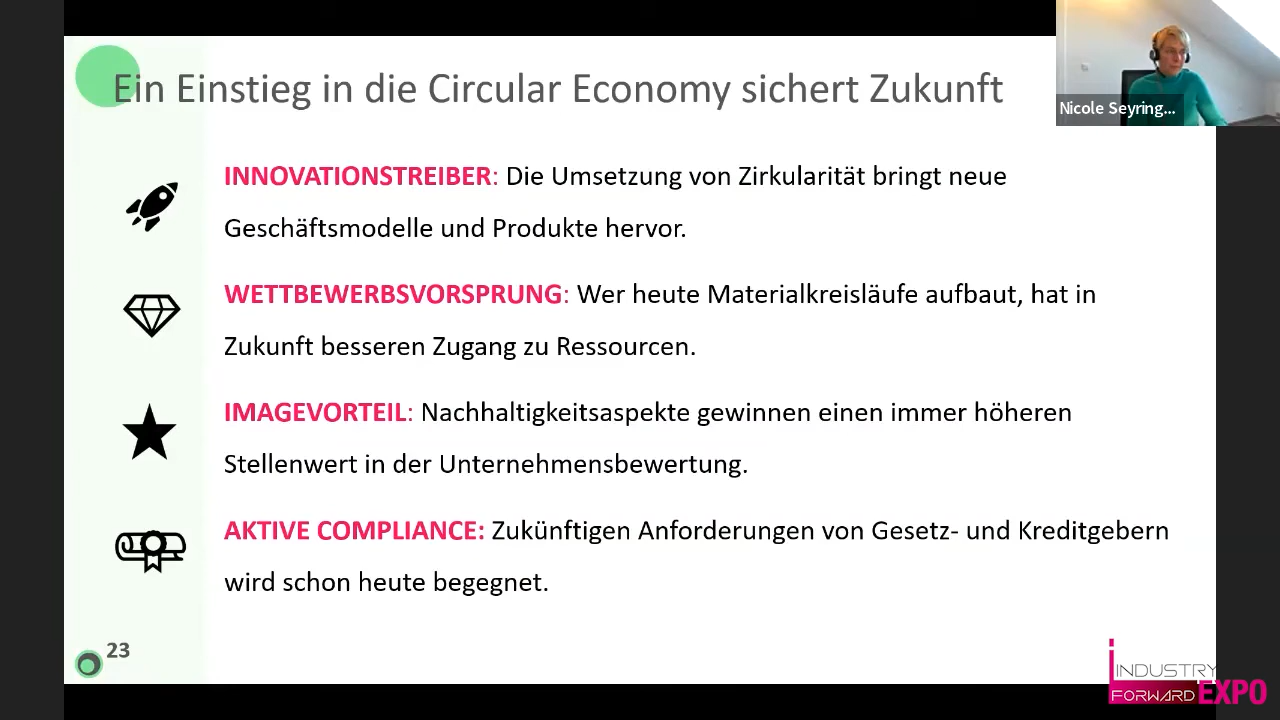 Ein Einstieg in die Circular Economy sichert Zukunft
Nicole Seyring...
INNOVATIONSTREIBER: Die Umsetzung von Zirkularität bringt neue
Geschäftsmodelle und Produkte hervor.
WETTBEWERBSVORSPRUNG: Wer heute Materialkreisläufe aufbaut, hat in
Zukunft besseren Zugang zu Ressourcen.
IMAGEVORTEIL: Nachhaltigkeitsaspekte gewinnen einen immer höheren
Stellenwert in der Unternehmensbewertung.
AKTIVE COMPLIANCE: Zukünftigen Anforderungen von Gesetz- und Kreditgebern
wird schon heute begegnet.
23
INDUSTRY
FORWARD EXPO